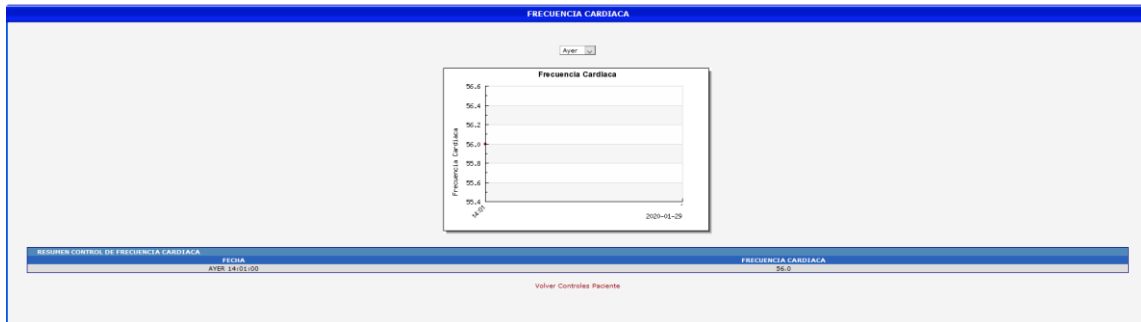 FRECUENCIA CARDIACA
Ayer
Frecuencia Cardiaca
56.6
56.4
56.2
56.0
55.8
55.6
55.4
Frecuencia Cardiaca
14:01
2020-01-29
RESUMEN CONTROL DE FRECUENCIA CARDIACA
FECHA FRECUENCIA CARDIACA
AYER 14:01:00 56.0
Volver Controles Paciente